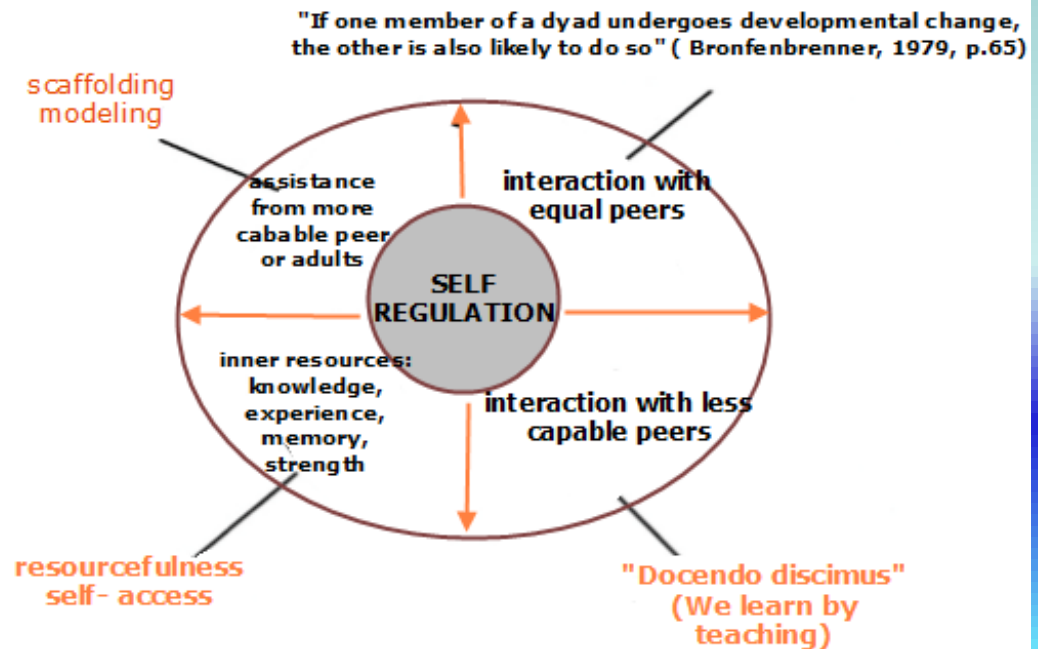 "If one member of a dyad undergoes developmental change,
the other is also likely to do so" ( Bronfenbrenner, 1979, p.65)
scaffolding
modeling
assistance
from more
cabable peer
or adults
interaction with
equal peers
SELF
REGULATION
inner resources:
knowledge,
experience,
memory,
strength
interaction with less
capable peers
resourcefulness
self- access
"Docendo discimus"
(We learn by
teaching)